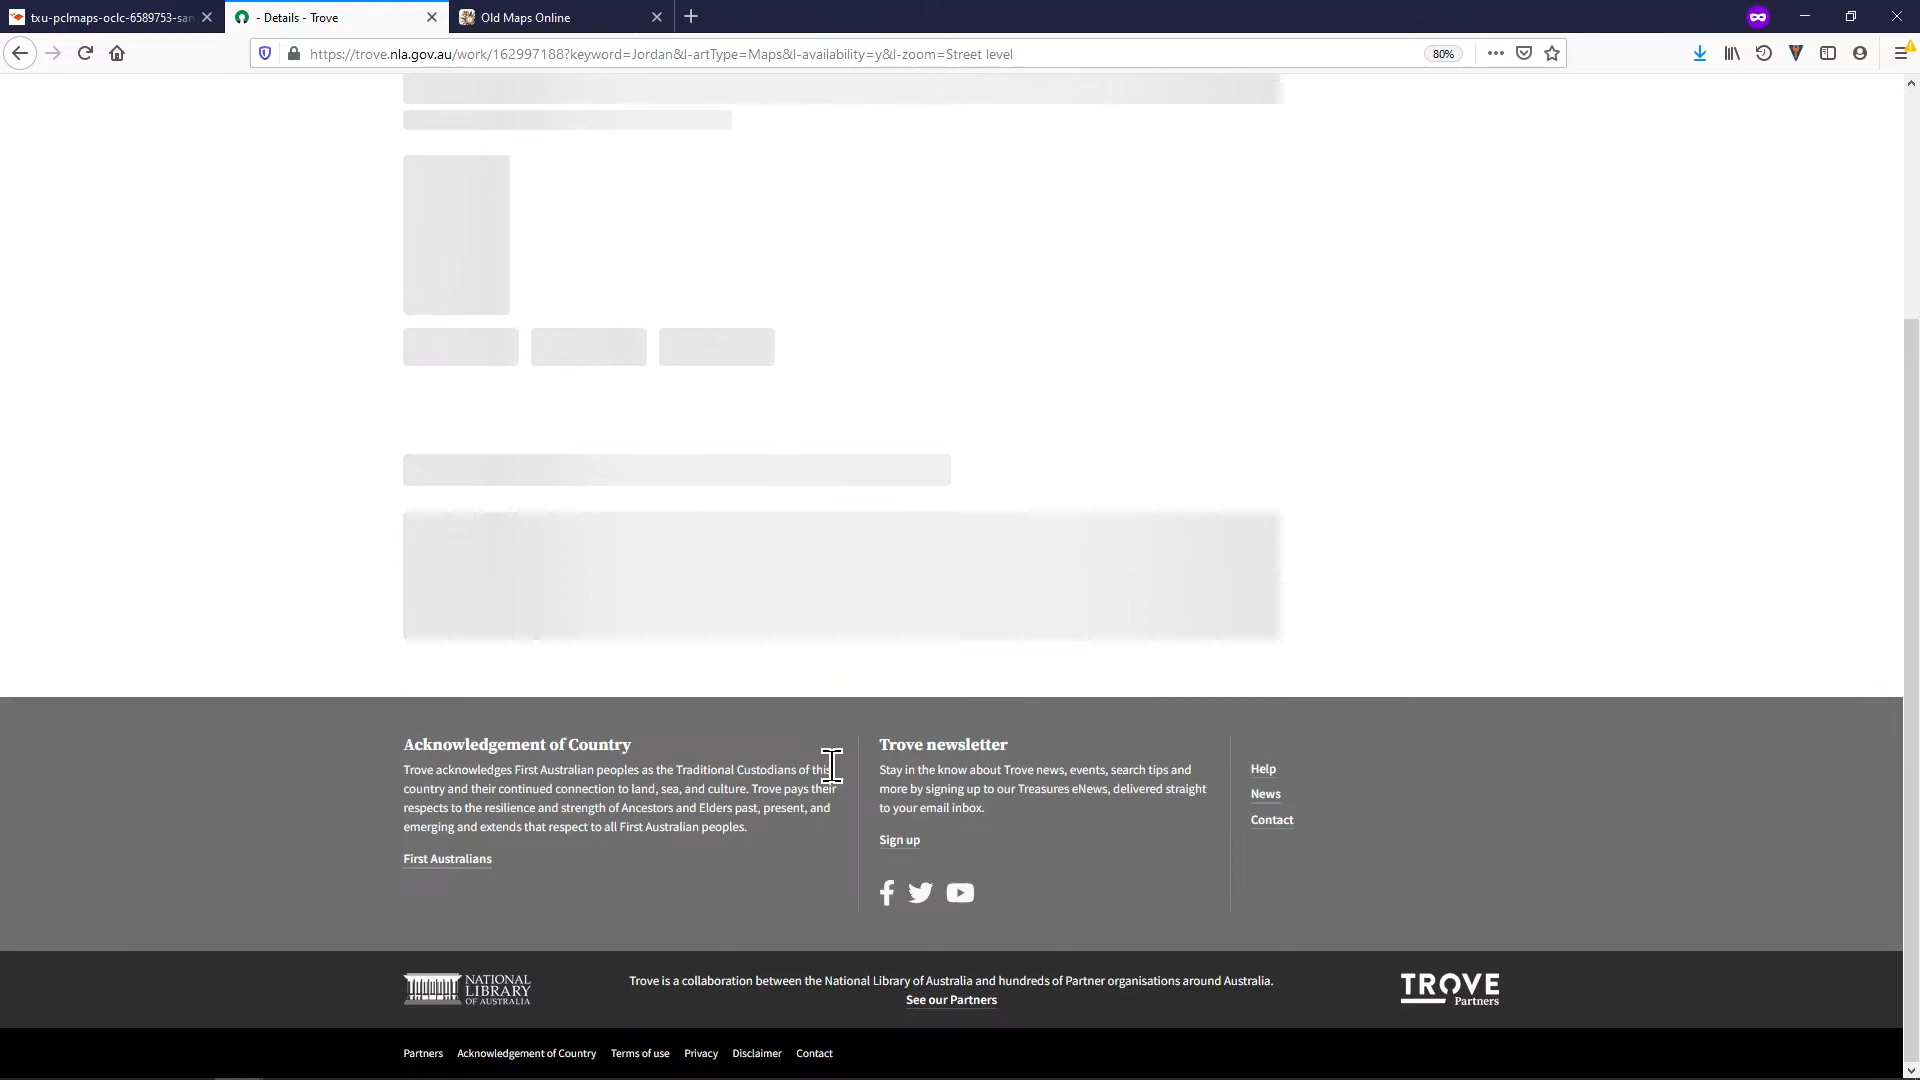 txu-pclmaps-oclc-6589753-san
- Details - Trove
Old Maps Online
https://trove.nla.gov.au/work/162997188?keyword=Jordan&l-artType=Maps&l-availability=y&l-zoom=Street level
80%
Acknowledgement of Country
Trove acknowledges First Australian peoples as the Traditional Custodians of this
country and their continued connection to land, sea, and culture. Trove pays their
respects to the resilience and strength of Ancestors and Elders past, present, and
emerging and extends that respect to all First Australian peoples.
First Australians
Trove newsletter
Stay in the know about Trove news, events, search tips and
more by signing up to our Treasures eNews, delivered straight
to your email inbox.
Sign up
Help
News
Contact
NATIONAL
LIBRARY
OF AUSTRALIA
Trove is a collaboration between the National Library of Australia and hundreds of Partner organisations around Australia.
See our Partners
TROVE
Partners
Partners Acknowledgement of Country Terms of use Privacy Disclaimer Contact